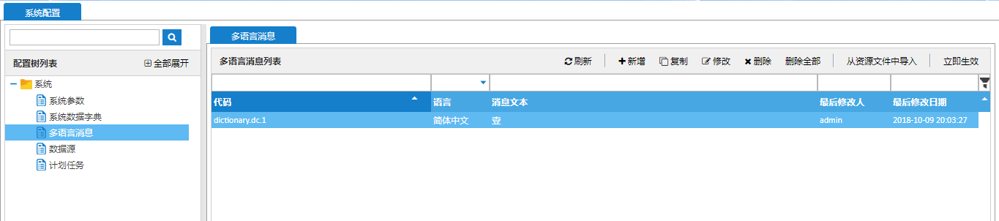 系统配置
配置树列表 全部展开
系统
系统参数
系统数据字典
多语言消息
数据源
计划任务
多语言消息
多语言消息列表 刷新 新增 复制 修改 删除 删除全部 从资源文件中导入 立即生效
代码 语言 消息文本 最后修改人 最后修改日期
dictionary.dc.1 简体中文 壹 admin 2018-10-09 20:03:27